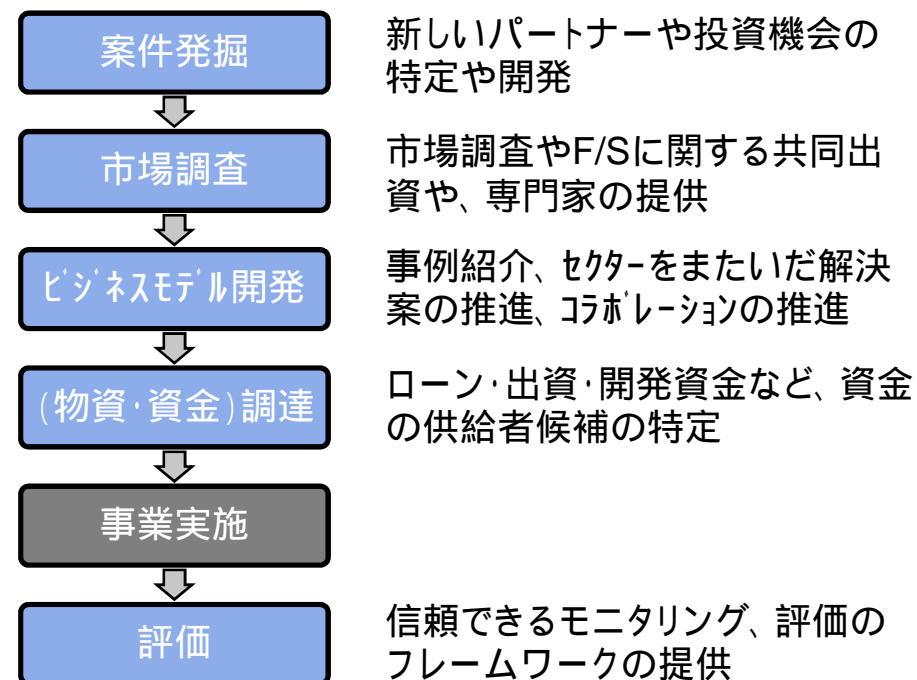 案件発掘
新しいパートナーや投資機会の
特定や開発
市場調査
市場調査やF/Sに関する共同出
資や、専門家の提供
ﾋﾞｼﾞﾈｽﾓﾃﾞﾙ開発
事例紹介、ｾｸﾀｰをまたいだ解決
案の推進、ｺﾗﾎﾞﾚｰｼｮﾝの推進
(物資･資金)調達
ローン･出資･開発資金など、資金
の供給者候補の特定
事業実施
評価
信頼できるモニタリング、評価の
フレームワークの提供